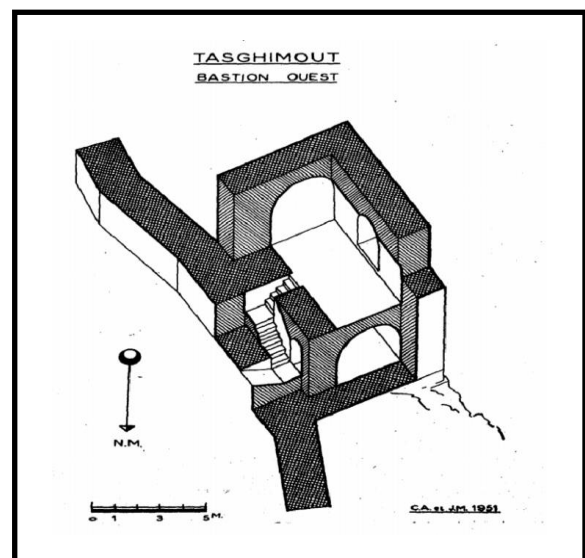 TASGHIMOUT
BASTION OUEST
N.M.
0 1 3 5 M.
C.A. et J.M. 1951